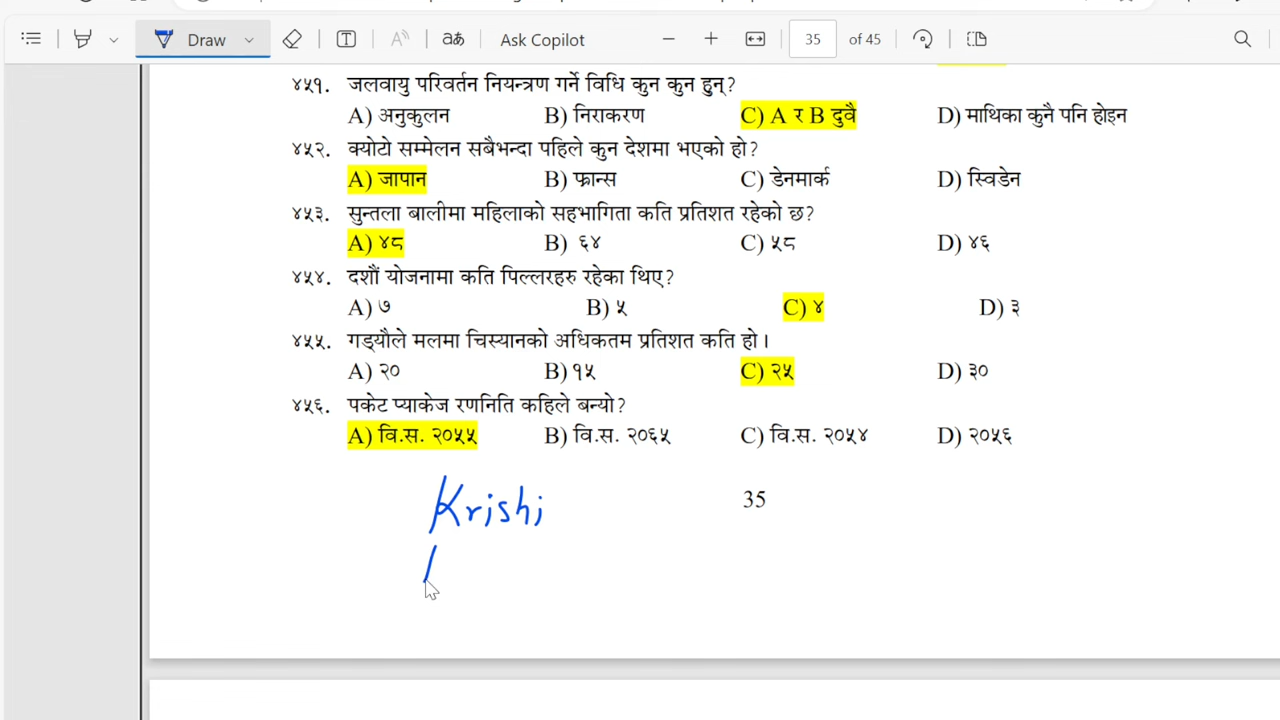 Draw
Ask Copilot
35
of 45
४५१. जलवायु परिवर्तन नियन्त्रण गर्ने विधि कुन कुन हुन्?
A) अनुकुलन B) निराकरण C) A र B दुवै D) माथिका कुनै पनि होइन
४५२. क्योटो सम्मेलन सबैभन्दा पहिले कुन देशमा भएको हो?
A) जापान B) फ्रान्स C) डेनमार्क D) स्विडेन
४५३. सुन्तला बालीमा महिलाको सहभागिता कति प्रतिशत रहेको छ?
A) ४८ B) ६४ C) ५८ D) ४६
४५४. दशौं योजनामा कति पिल्लरहरु रहेका थिए?
A) ७ B) ५ C) ४ D) ३
४५५. गड्यौले मलमा चिस्यानको अधिकतम प्रतिशत कति हो ।
A) २० B) १५ C) २५ D) ३०
४५६. पकेट प्याकेज रणनिति कहिले बन्यो?
A) वि.स. २०५५ B) वि.स. २०६५ C) वि.स. २०५४ D) २०५६
Krishi
35